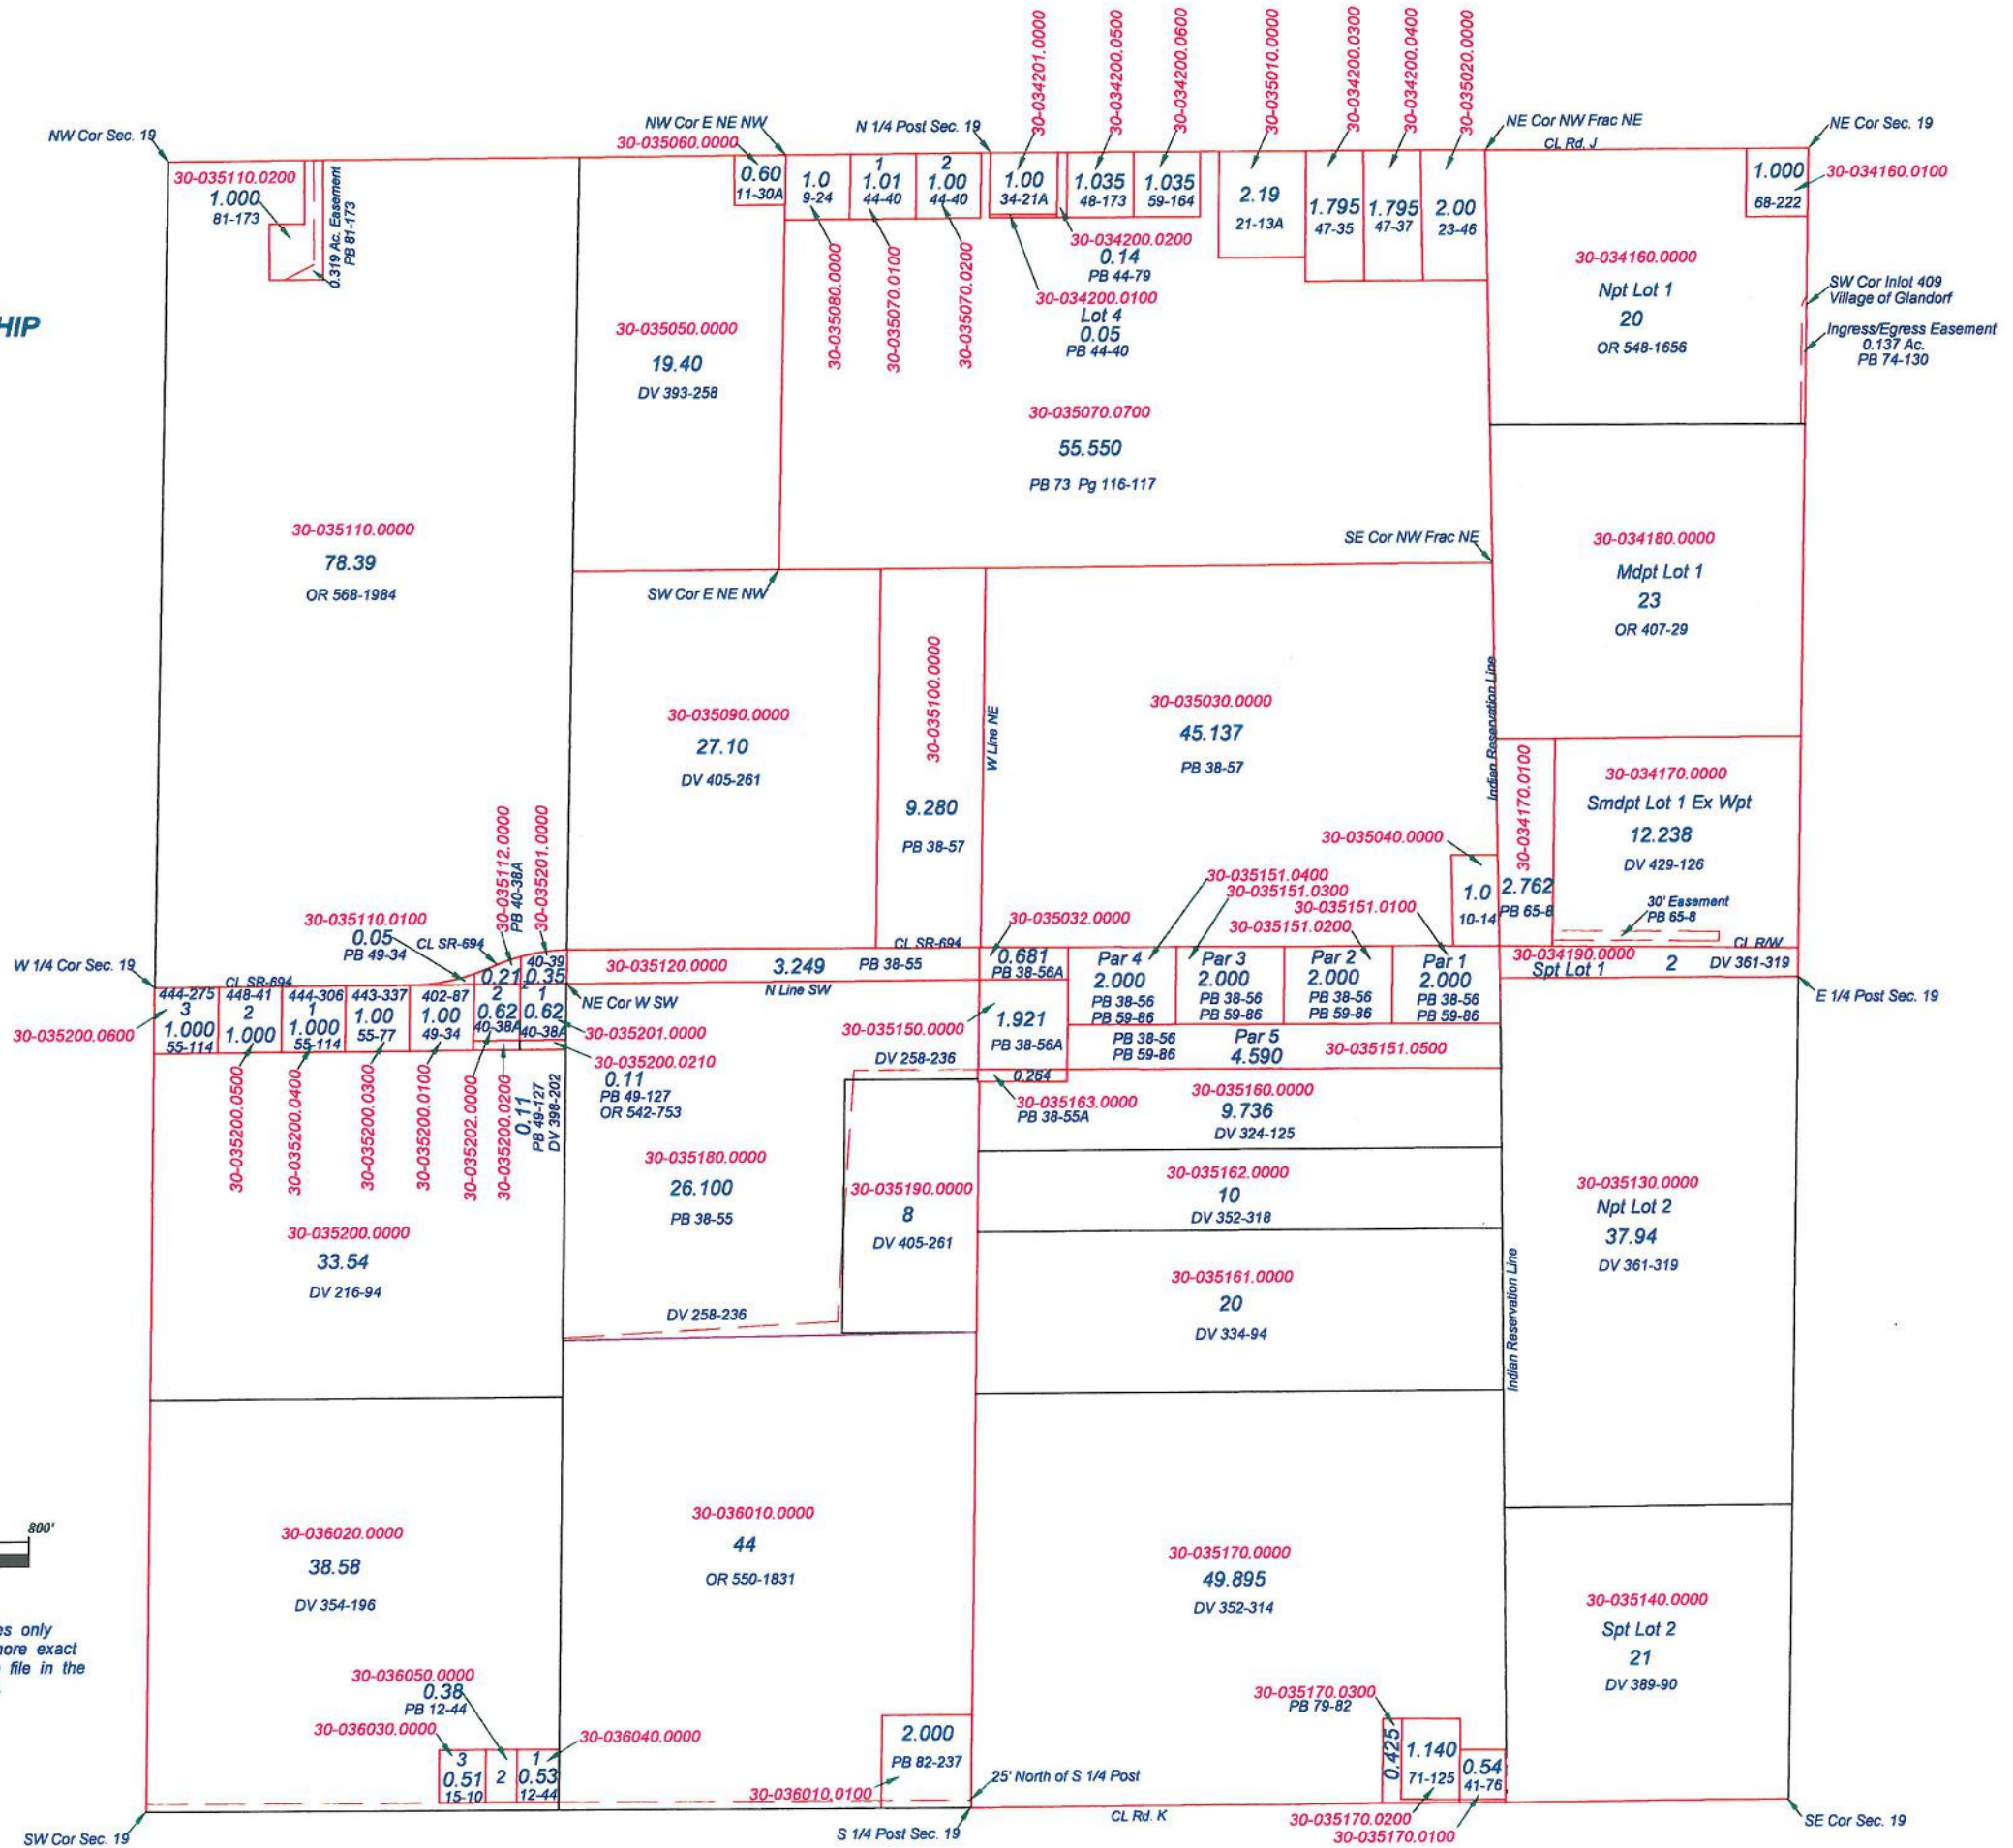 30-034201.0000
30-034200.0500
30-034200.0600
30-035010.0000
30-034200.0300
30-034200.0400
30-035020.0000
NW Cor Sec. 19
NW Cor E NE NW
30-035060.0000
N 1/4 Post Sec. 19
NE Cor NW Frac NE
CL Rd. J
NE Cor Sec. 19
30-035110.0200
1.000
81-173
0.319 Ac. Easement
PB 81-173
0.60
11-30A
1.0
9-24
1
1.01
44-40
2
1.00
44-40
1.00
34-21A
1.035
48-173
1.035
59-164
2.19
21-13A
1.795
47-35
1.795
47-37
2.00
23-46
1.000
68-222
30-034160.0100
30-035080.0000
30-035070.0100
30-035070.0200
30-034200.0200
0.14
PB 44-79
30-034200.0100
Lot 4
0.05
PB 44-40
30-034160.0000
Npt Lot 1
20
OR 548-1656
SW Cor Inlot 409
Village of Glandorf
Ingress/Egress Easement
0.137 Ac.
PB 74-130
HIP
30-035050.0000
19.40
DV 393-258
30-035070.0700
55.550
PB 73 Pg 116-117
30-035110.0000
78.39
OR 568-1984
SE Cor NW Frac NE
SW Cor E NE NW
30-034180.0000
Mdpt Lot 1
23
OR 407-29
30-035090.0000
27.10
DV 405-261
30-035100.0000
9.280
PB 38-57
W Line NE
30-035030.0000
45.137
PB 38-57
Indian Reservation Line
30-034170.0100
2.762
PB 65-8
30-034170.0000
Smdpt Lot 1 Ex Wpt
12.238
DV 429-126
30' Easement
PB 65-8
30-035040.0000
1.0
10-14
30-035112.0000
PB 40-38A
30-035201.0000
30-035110.0100
0.05
PB 49-34
CL SR-694
0.21
40-39
0.35
30-035151.0400
30-035151.0300
30-035151.0100
30-035151.0200
30-035032.0000
CL SR-694
CL R/W
W 1/4 Cor Sec. 19
CL SR-694
30-035120.0000
3.249
PB 38-55
N Line SW
NE Cor W SW
0.681
PB 38-56A
Par 4
2.000
PB 38-56
PB 59-86
Par 3
2.000
PB 38-56
PB 59-86
Par 2
2.000
PB 38-56
PB 59-86
Par 1
2.000
PB 38-56
PB 59-86
30-034190.0000
Spt Lot 1
2
DV 361-319
E 1/4 Post Sec. 19
30-035200.0600
444-275
3
1.000
55-114
448-41
2
1.000
444-306
1
1.000
55-114
443-337
1.00
55-77
402-87
1.00
49-34
2
0.62
40-38A
1
0.62
40-38A
30-035201.0000
30-035200.0210
0.11
PB 49-127
OR 542-753
30-035150.0000
1.921
PB 38-56A
DV 258-236
PB 38-56
PB 59-86
Par 5
4.590
30-035151.0500
0.264
30-035163.0000
PB 38-55A
30-035160.0000
9.736
DV 324-125
30-035200.0500
30-035200.0400
30-035200.0300
30-035200.0100
30-035202.0000
30-035200.0200
0.11
PB 49-127
DV 398-202
30-035180.0000
26.100
PB 38-55
30-035190.0000
8
DV 405-261
30-035162.0000
10
DV 352-318
30-035130.0000
Npt Lot 2
37.94
DV 361-319
30-035200.0000
33.54
DV 216-94
30-035161.0000
20
DV 334-94
DV 258-236
Indian Reservation Line
800'
30-036020.0000
38.58
DV 354-196
30-036010.0000
44
OR 550-1831
30-035170.0000
49.895
DV 352-314
30-035140.0000
Spt Lot 2
21
DV 389-90
es only
more exact
file in the
30-036050.0000
0.38
PB 12-44
30-036030.0000
3
0.51
15-10
2
1
0.53
12-44
30-036040.0000
2.000
PB 82-237
30-036010.0100
25' North of S 1/4 Post
30-035170.0300
PB 79-82
0.425
1.140
71-125
0.54
41-76
30-035170.0200
30-035170.0100
CL Rd. K
SW Cor Sec. 19
S 1/4 Post Sec. 19
SE Cor Sec. 19